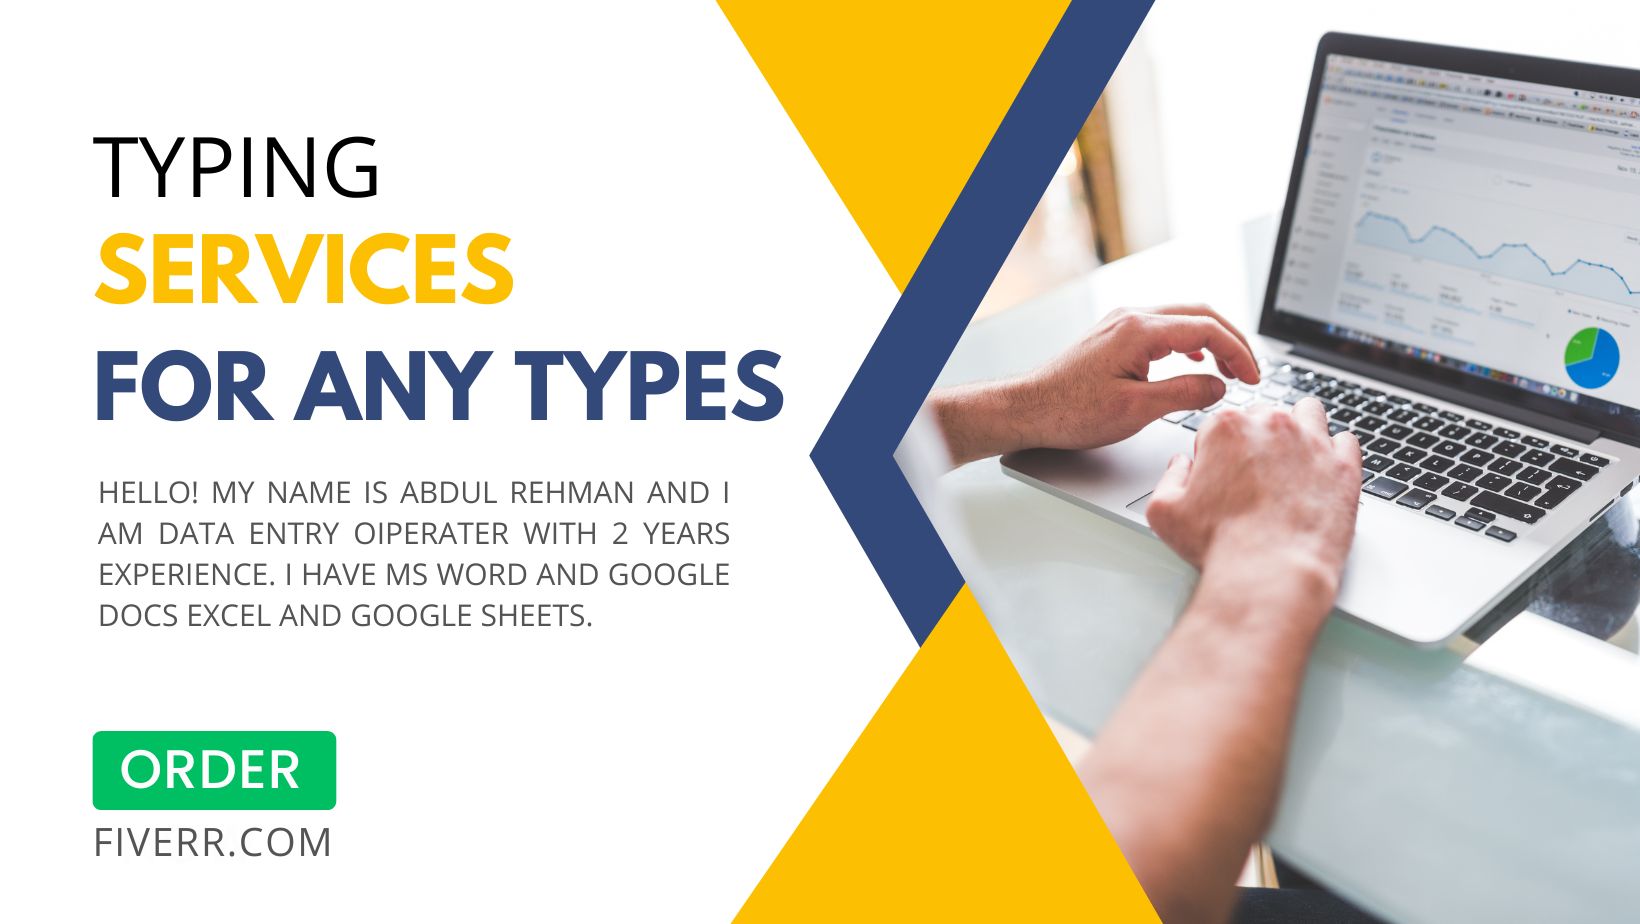 TYPING
SERVICES
FOR ANY TYPES
HELLO! MY NAME IS ABDUL REHMAN AND I
AM DATA ENTRY OIPERATER WITH 2 YEARS
EXPERIENCE. I HAVE MS WORD AND GOOGLE
DOCS EXCEL AND GOOGLE SHEETS.
ORDER
FIVERR.COM